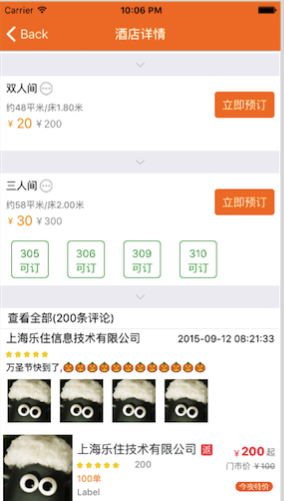 Carrier 10:06 PM
Back 酒店详情
双人间
约48平米/床1.80米
¥ 20 ¥ 200
立即预订
三人间
约58平米/床2.00米
¥ 30 ¥ 300
立即预订
305 306 309 310
可订 可订 可订 可订
查看全部(200条评论)
上海乐住信息技术有限公司 2015-09-12 08:21:33
万圣节快到了,🎃🎃🎃🎃🎃🎃🎃🎃🎃🎃🎃🎃🎃
上海乐住技术有限公司 返 ¥ 200 起
200 门市价 ¥100
100单 今夜特价
Label